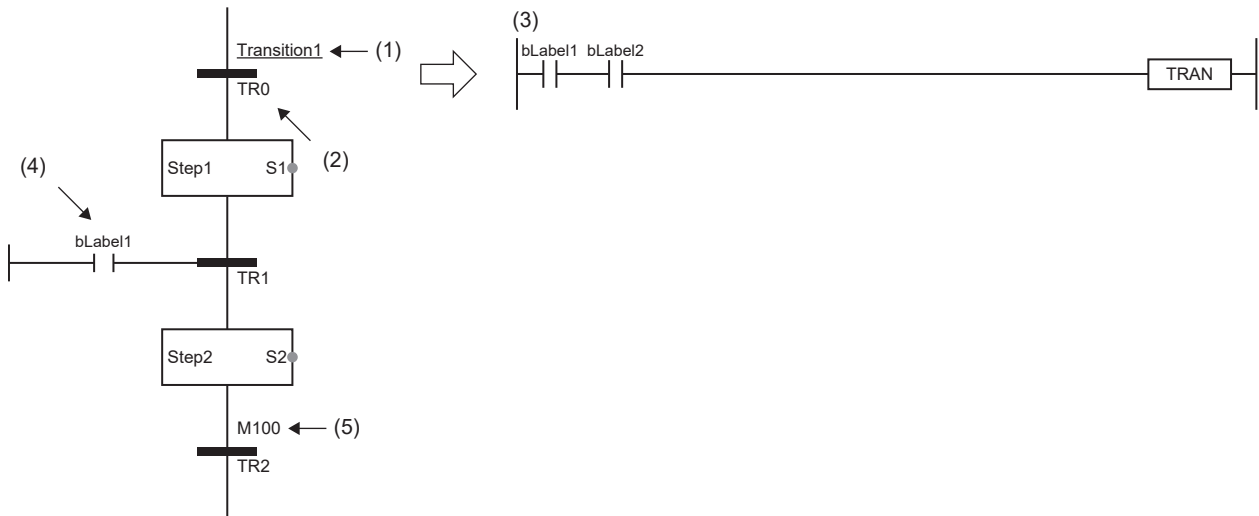 Transition1 (1)
TR0
(2)
Step1 S1
(4)
bLabel1
TR1
Step2 S2
M100 (5)
TR2
(3)
bLabel1 bLabel2
TRAN